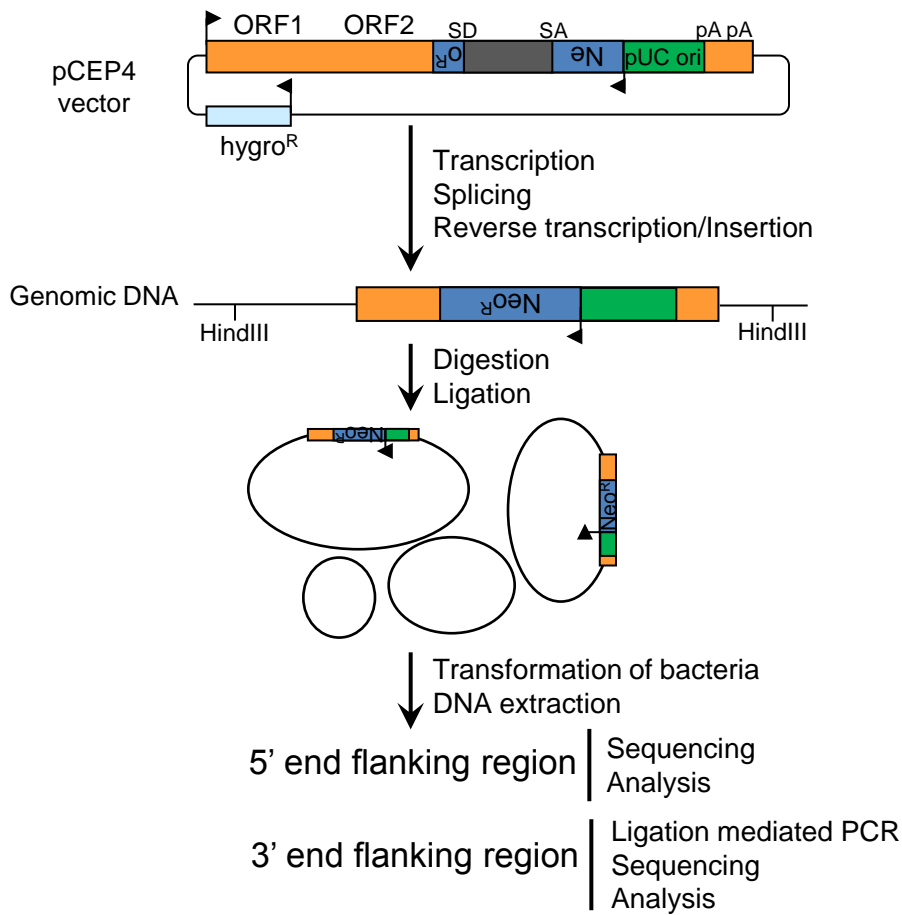 ORF1 ORF2 SD SA pA pA
oᴿ Ne pUC ori
pCEP4
vector
hygroᴿ
Transcription
Splicing
Reverse transcription/Insertion
Genomic DNA
Neoᴿ
HindIII HindIII
Digestion
Ligation
Neoᴿ
Neoᴿ
Transformation of bacteria
DNA extraction
5’ end flanking region
Sequencing
Analysis
3’ end flanking region
Ligation mediated PCR
Sequencing
Analysis